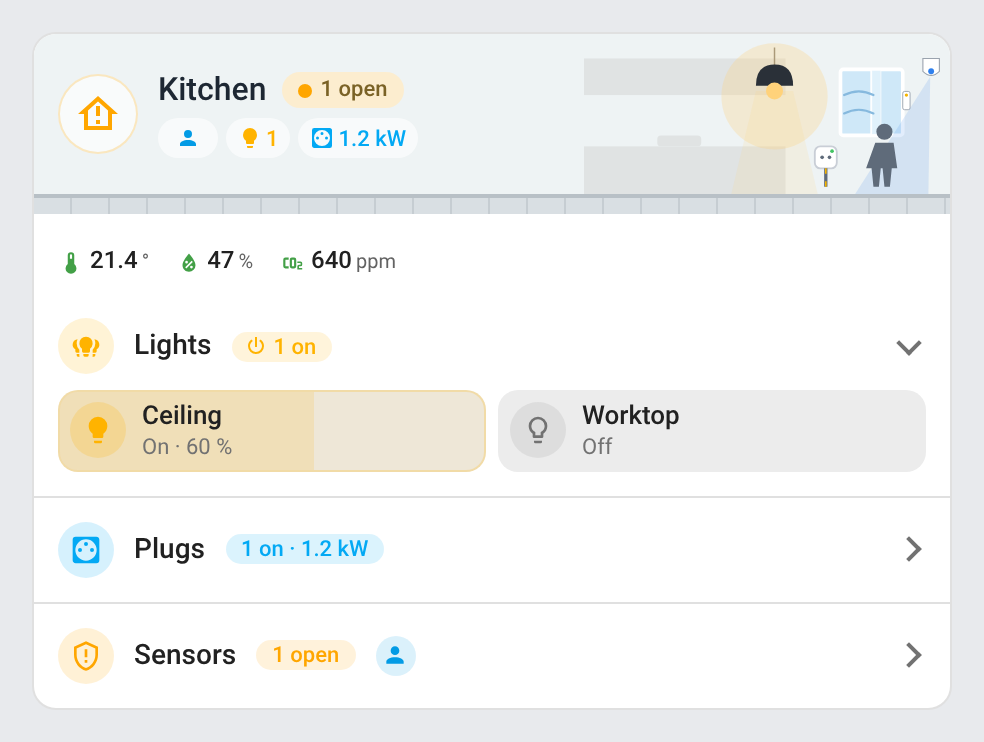 Kitchen 1 open
1 1.2 kW
21.4 ° 47 % CO₂ 640 ppm
Lights 1 on
Ceiling
On · 60 %
Worktop
Off
Plugs 1 on · 1.2 kW
Sensors 1 open